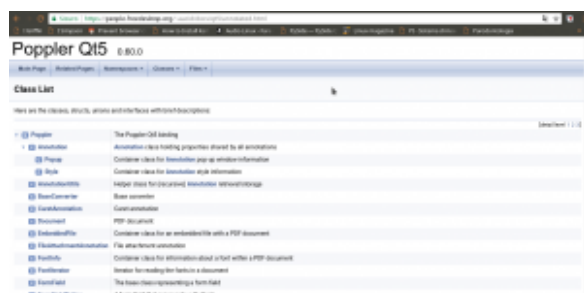 Poppler Qt5 0.60.0
Main Page Related Pages Namespaces Classes Files
Class List
Here are the classes, structs, unions and interfaces with brief descriptions:
[detail level 1 2 3]
Poppler The Poppler Qt5 binding
Annotation Annotation class holding properties shared by all annotations
Popup Container class for Annotation pop-up window information
Style Container class for Annotation style information
AnnotationUtils Helper class for (recursive) Annotation retrieval/storage
BaseConverter Base converter
CaretAnnotation Caret annotation
Document PDF document
EmbeddedFile Container class for an embedded file with a PDF document
FileAttachmentAnnotation File attachment annotation
FontInfo Container class for information about a font within a PDF document
FontIterator Iterator for reading the fonts in a document
FormField The base class representing a form field